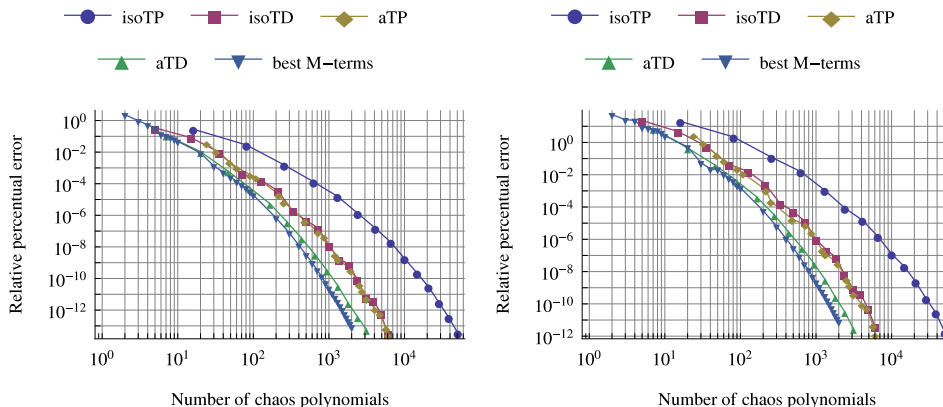 isoTP isoTD aTP
aTD best M−terms
Relative percentual error
10^0
10^-2
10^-4
10^-6
10^-8
10^-10
10^-12
10^0 10^1 10^2 10^3 10^4
Number of chaos polynomials
isoTP isoTD aTP
aTD best M−terms
Relative percentual error
10^0
10^-2
10^-4
10^-6
10^-8
10^-10
10^-12
10^0 10^1 10^2 10^3 10^4
Number of chaos polynomials